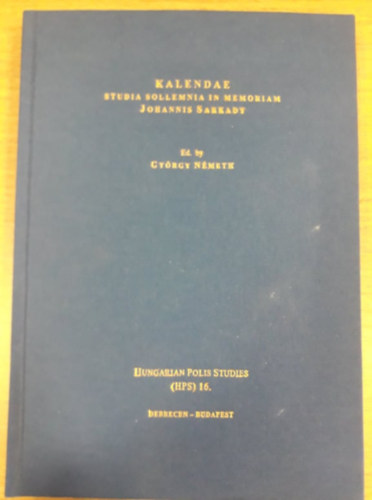 KALENDAE
STUDIA SOLLEMNIA IN MEMORIAM
JOHANNIS SARKADY
Ed. by
GYÖRGY NÉMETH
HUNGARIAN POLIS STUDIES
(HPS) 16.
DEBRECEN – BUDAPEST